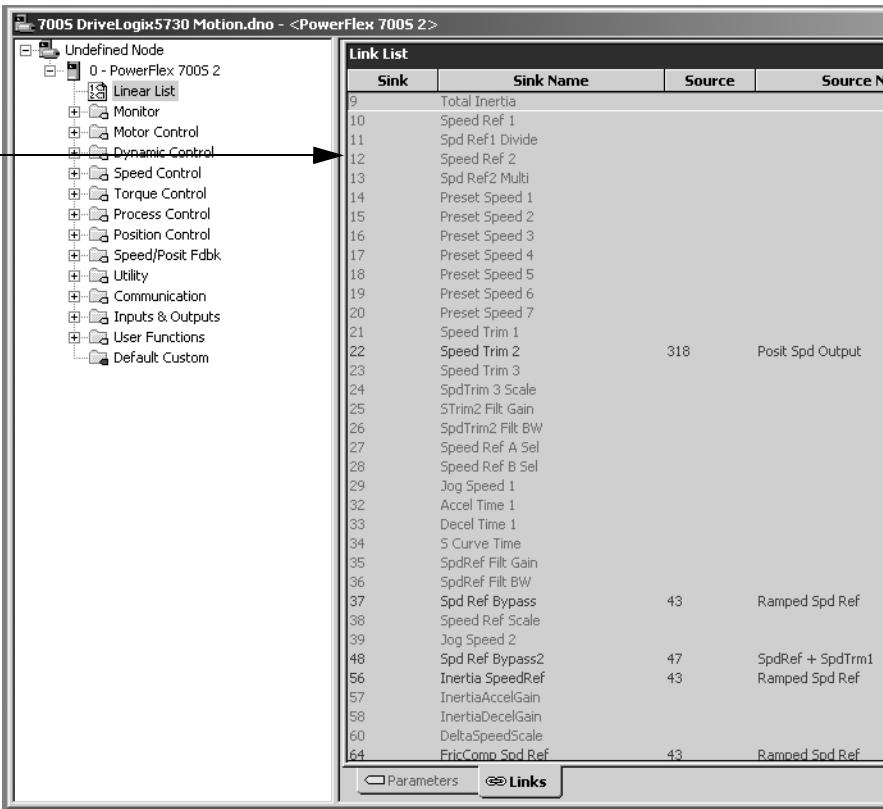 700S DriveLogix5730 Motion.dno - <PowerFlex 700S 2>
Undefined Node
0 - PowerFlex 700S 2
Linear List
Monitor
Motor Control
Dynamic Control
Speed Control
Torque Control
Process Control
Position Control
Speed/Posit Fdbk
Utility
Communication
Inputs & Outputs
User Functions
Default Custom
Link List
Sink Sink Name Source Source N
9 Total Inertia
10 Speed Ref 1
11 Spd Ref1 Divide
12 Speed Ref 2
13 Spd Ref2 Multi
14 Preset Speed 1
15 Preset Speed 2
16 Preset Speed 3
17 Preset Speed 4
18 Preset Speed 5
19 Preset Speed 6
20 Preset Speed 7
21 Speed Trim 1
22 Speed Trim 2 318 Posit Spd Output
23 Speed Trim 3
24 SpdTrim 3 Scale
25 STrim2 Filt Gain
26 SpdTrim2 Filt BW
27 Speed Ref A Sel
28 Speed Ref B Sel
29 Jog Speed 1
32 Accel Time 1
33 Decel Time 1
34 S Curve Time
35 SpdRef Filt Gain
36 SpdRef Filt BW
37 Spd Ref Bypass 43 Ramped Spd Ref
38 Speed Ref Scale
39 Jog Speed 2
48 Spd Ref Bypass2 47 SpdRef + SpdTrm1
56 Inertia SpeedRef 43 Ramped Spd Ref
57 InertiaAccelGain
58 InertiaDecelGain
60 DeltaSpeedScale
64 FricComp Spd Ref 43 Ramped Spd Ref
Parameters Links